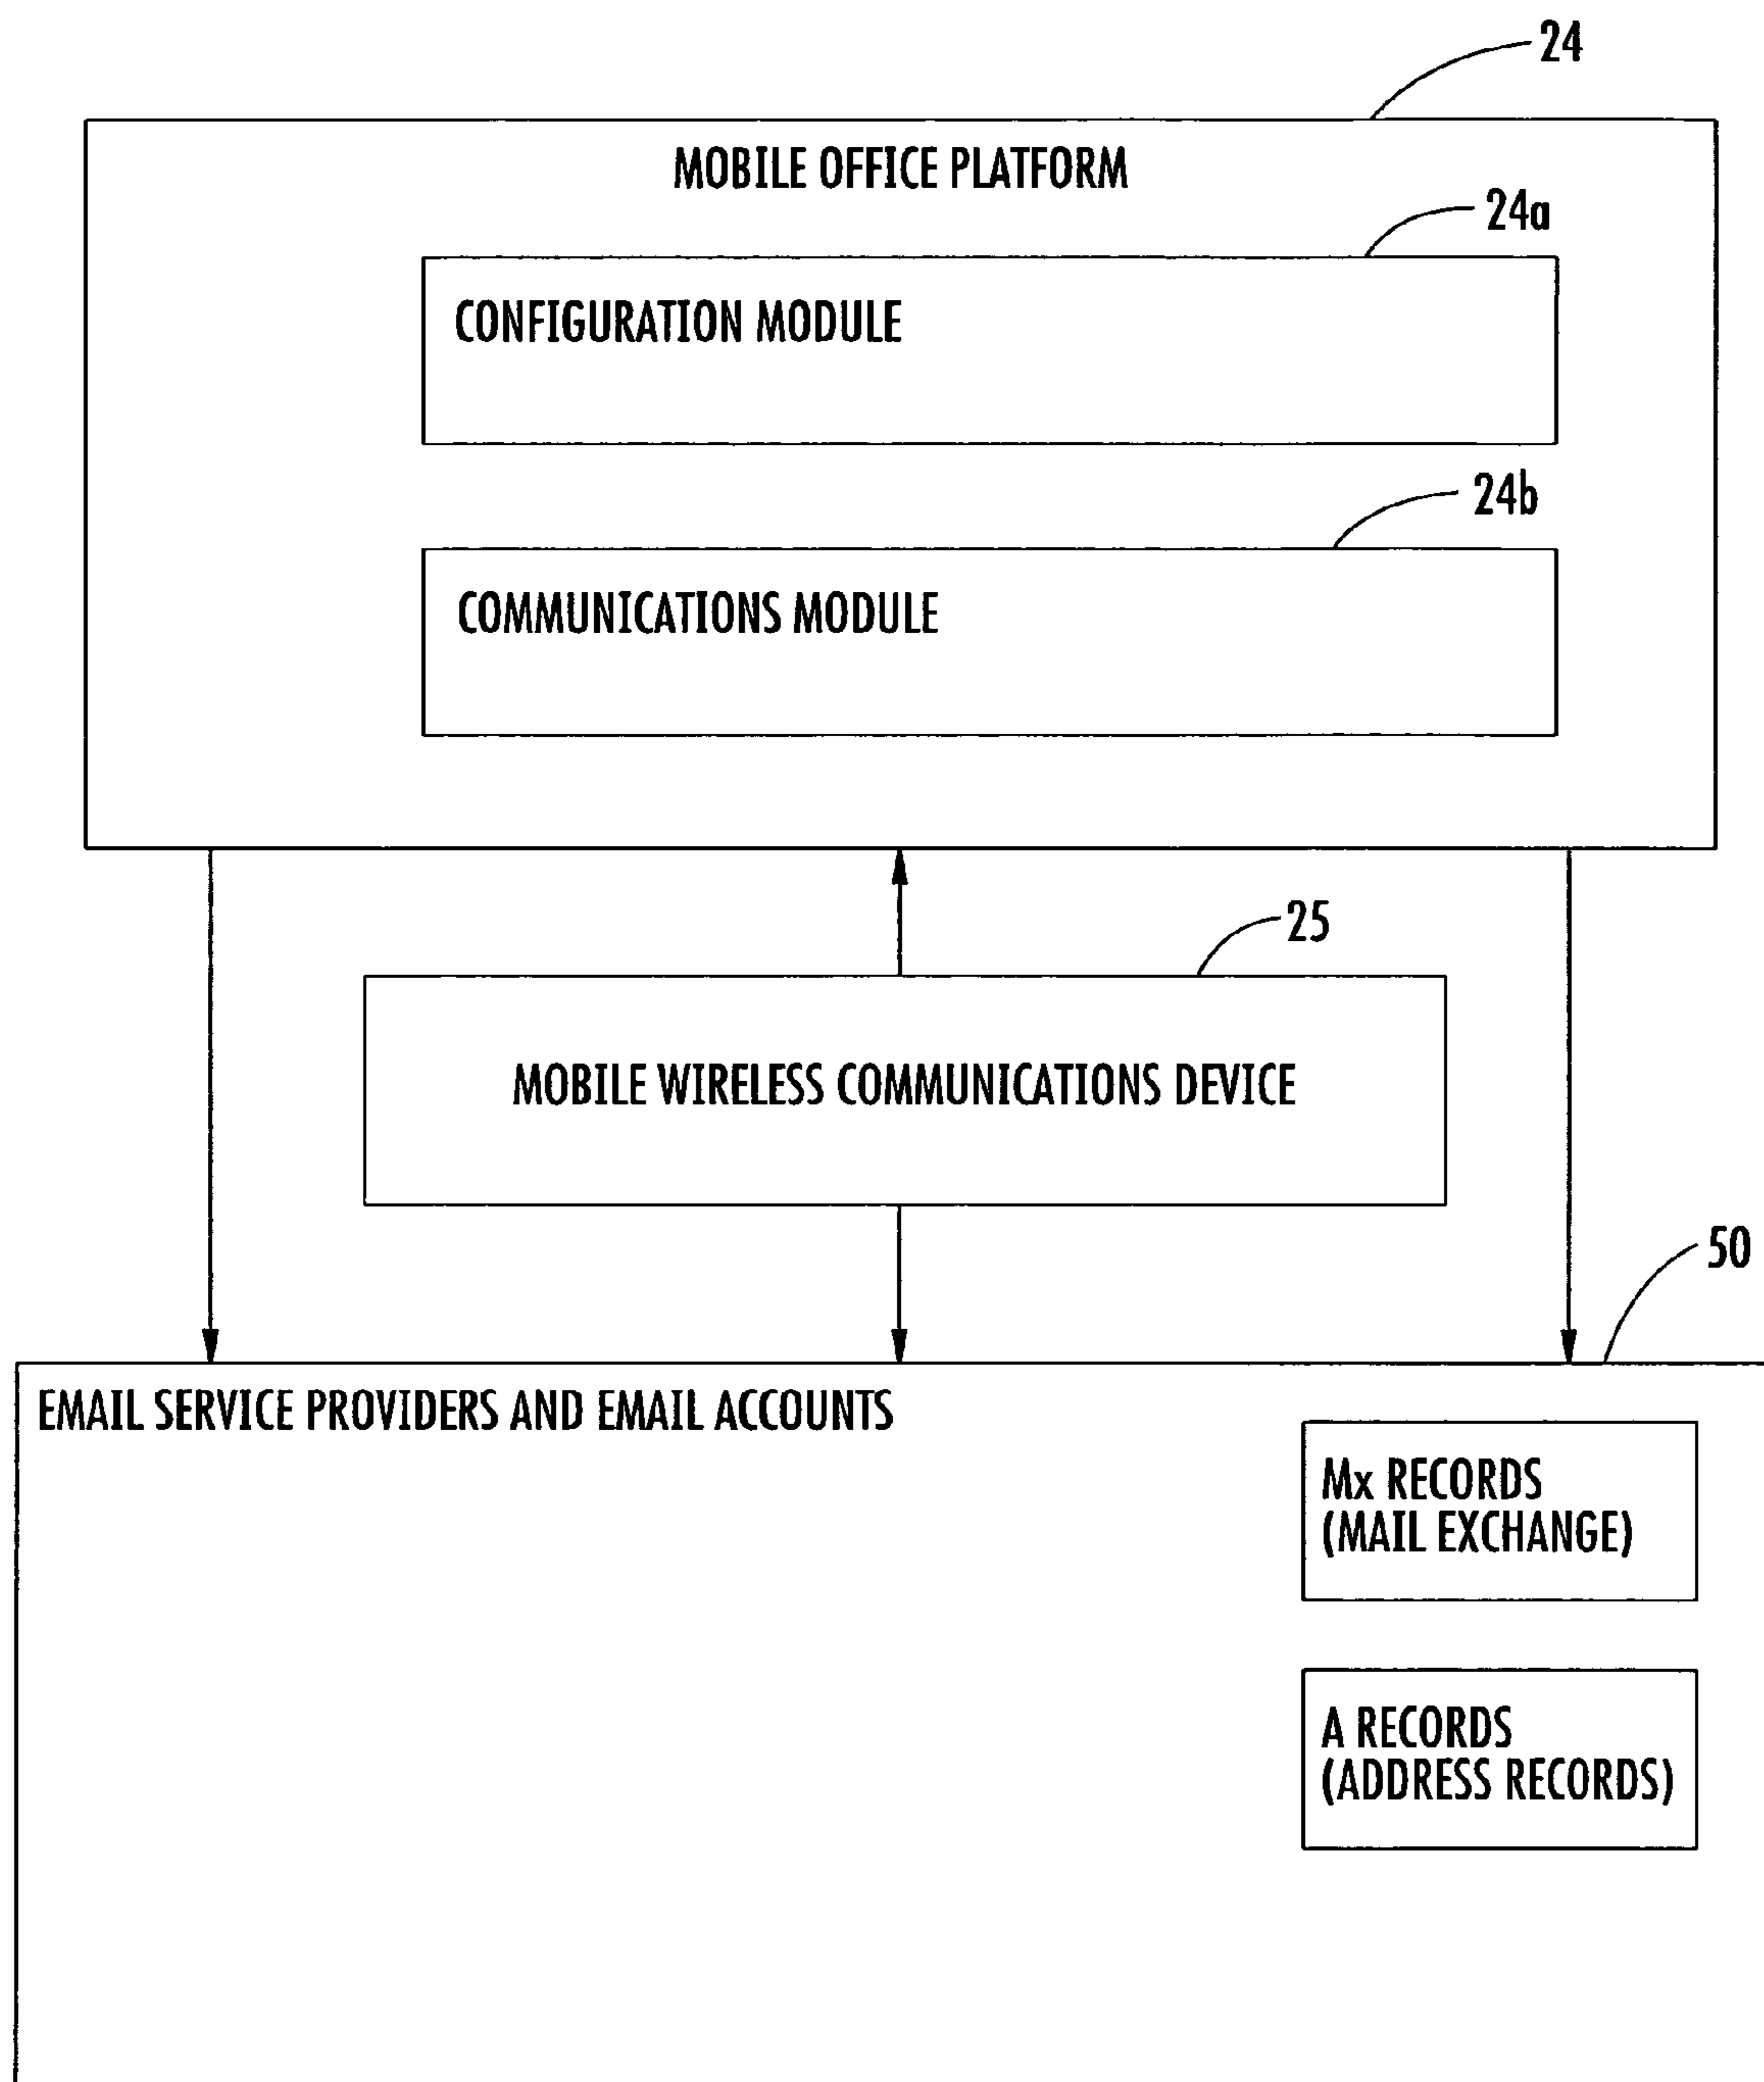 24
MOBILE OFFICE PLATFORM
24a
CONFIGURATION MODULE
24b
COMMUNICATIONS MODULE
25
MOBILE WIRELESS COMMUNICATIONS DEVICE
50
EMAIL SERVICE PROVIDERS AND EMAIL ACCOUNTS
Mx RECORDS
(MAIL EXCHANGE)
A RECORDS
(ADDRESS RECORDS)